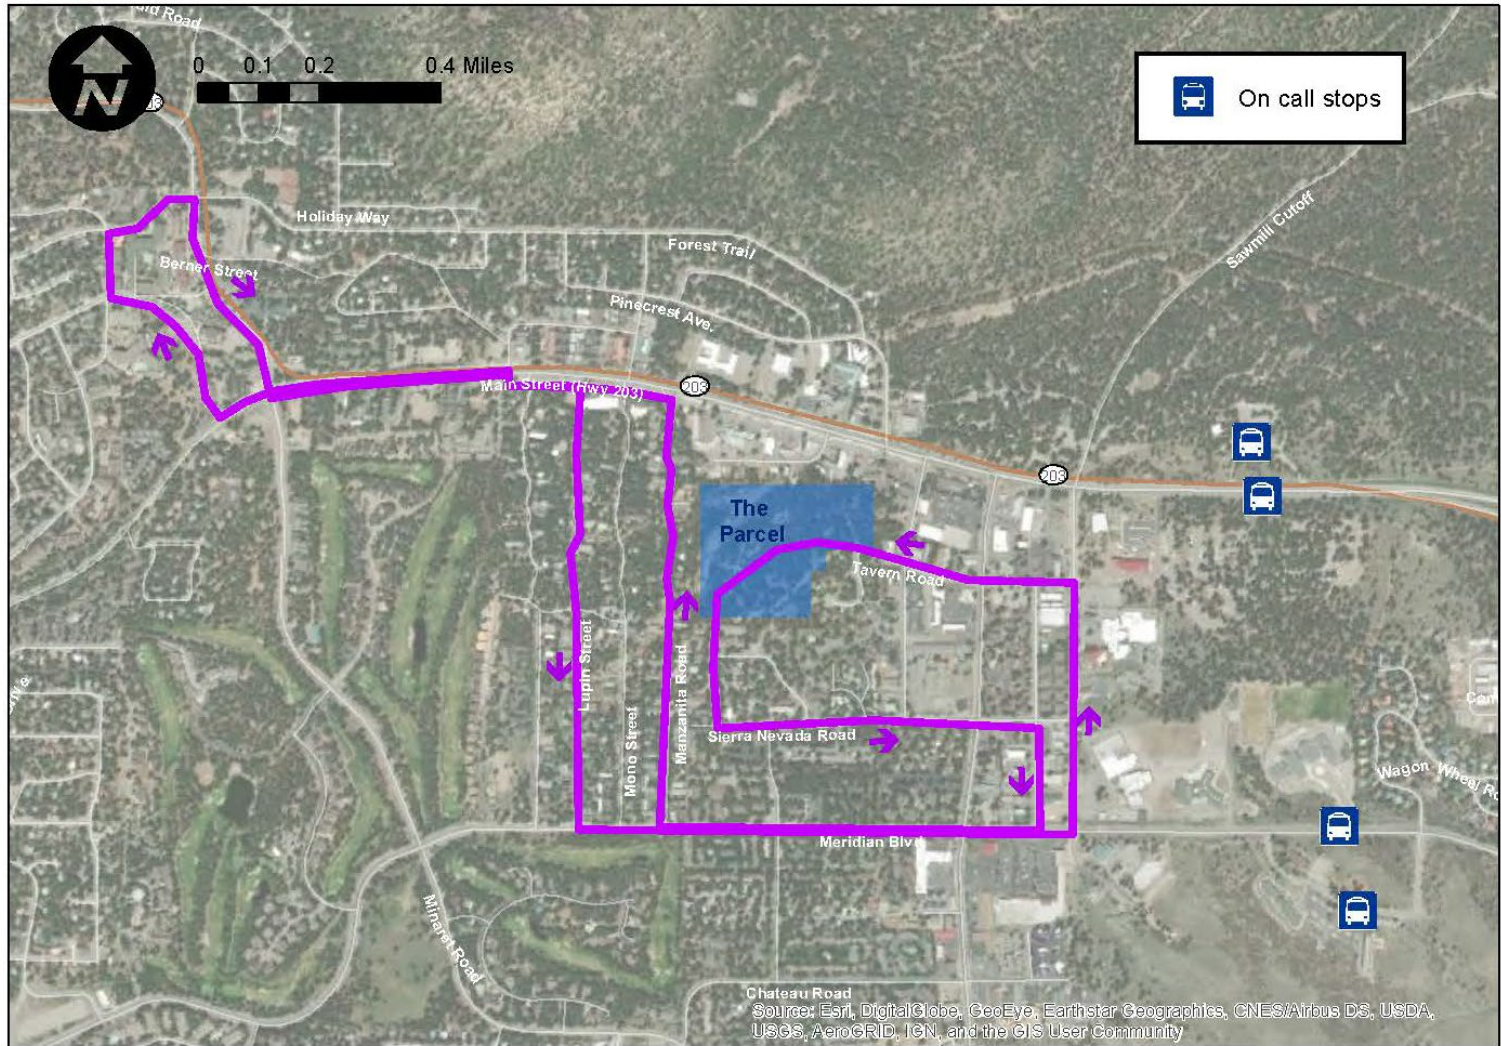 0 0.1 0.2 0.4 Miles
N
On call stops
Road
Holiday Way
Berner Street
Forest Trail
Pinecrest Ave.
Sawmill Cutoff
Main Street (Hwy 203)
203
203
The
Parcel
Tavern Road
Lupin Street
Mono Street
Manzanita Road
Sierra Nevada Road
Wagon Wheel
Meridian Blvd
Minaret Road
Chateau Road
Source: Esri, DigitalGlobe, GeoEye, Earthstar Geographics, CNES/Airbus DS, USDA,
USGS, AeroGRID, IGN, and the GIS User Community